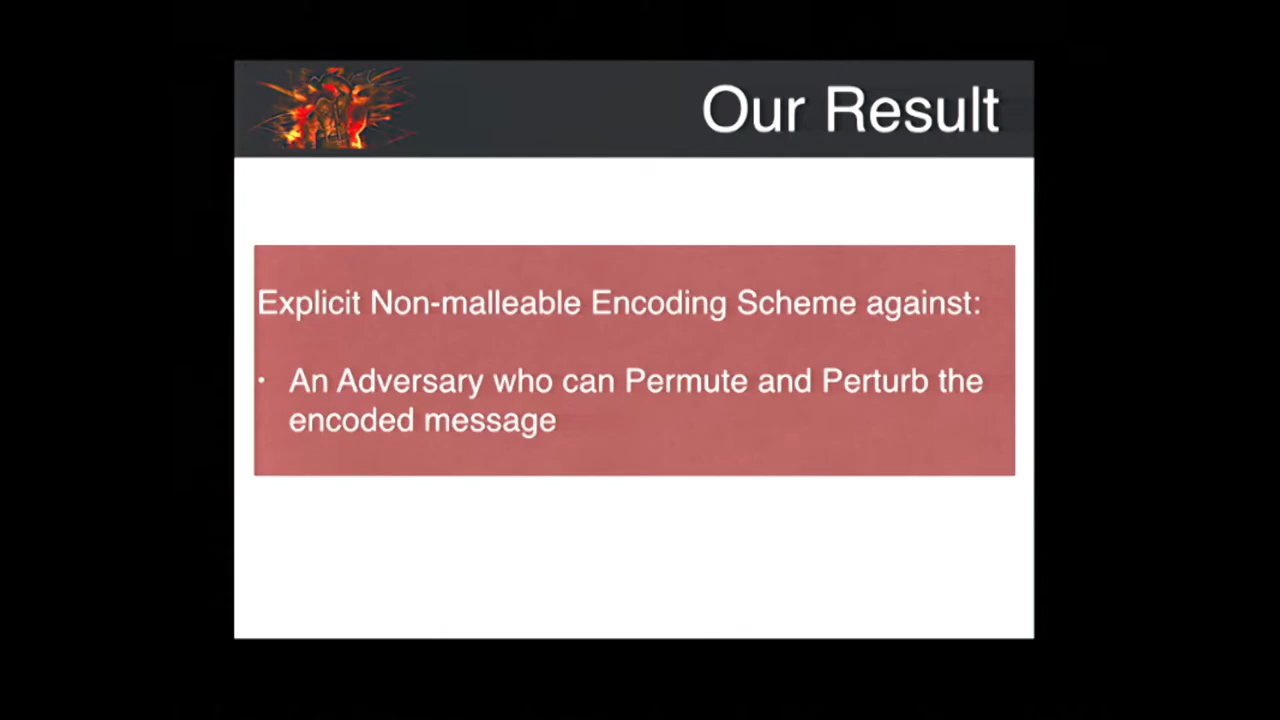 Our Result
Explicit Non-malleable Encoding Scheme against:
• An Adversary who can Permute and Perturb the
encoded message